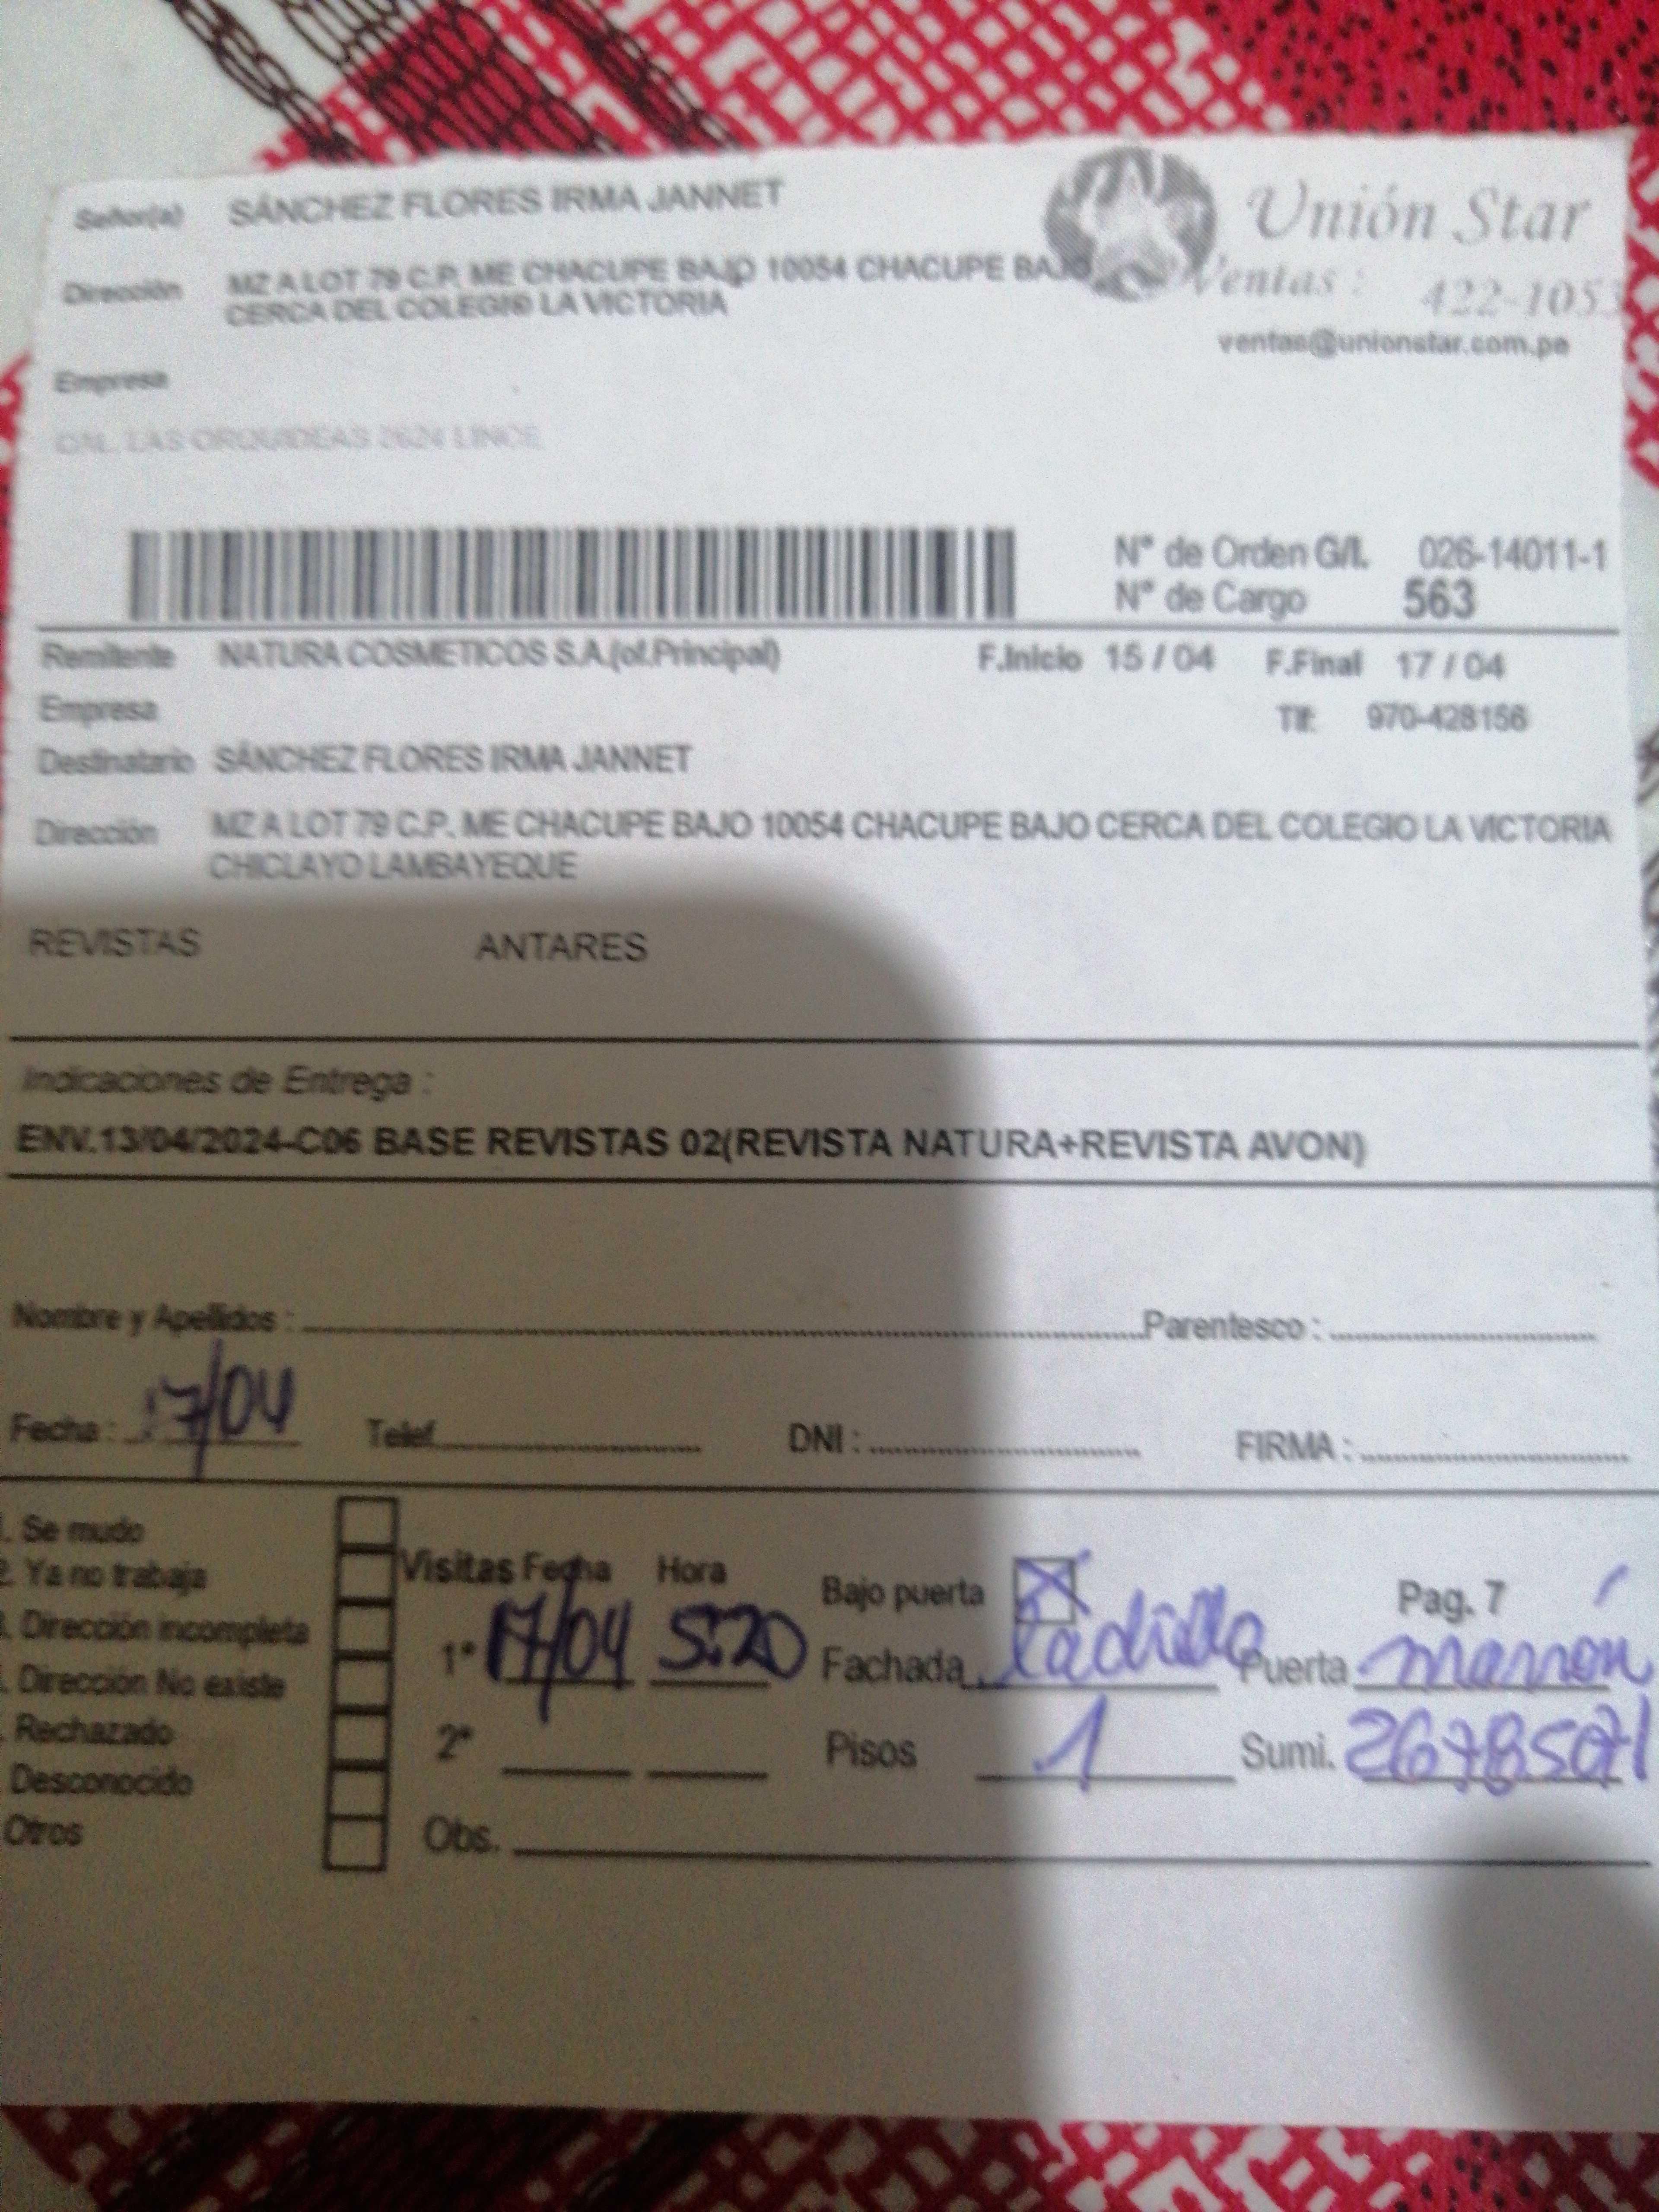 Señor(a) SÁNCHEZ FLORES IRMA JANNET
Unión Star
Dirección MZ A LOT 79 C.P. ME CHACUPE BAJO 10054 CHACUPE BAJO
CERCA DEL COLEGIO LA VICTORIA
Ventas : 422-1053
ventas@unionstar.com.pe
Empresa
CAL. LAS ORQUIDEAS 2624 LINCE
N° de Orden G/I. 026-14011-1
N° de Cargo 563
Remitente NATURA COSMETICOS S.A.(of.Principal) F.Inicio 15 / 04 F.Final 17 / 04
Empresa Tlf: 970-428156
Destinatario SÁNCHEZ FLORES IRMA JANNET
Dirección MZ A LOT 79 C.P. ME CHACUPE BAJO 10054 CHACUPE BAJO CERCA DEL COLEGIO LA VICTORIA
CHICLAYO LAMBAYEQUE
REVISTAS ANTARES
Indicaciones de Entrega :
ENV.13/04/2024-C06 BASE REVISTAS 02(REVISTA NATURA+REVISTA AVON)
Nombre y Apellidos : Parentesco :
Fecha : 17/04 Telef. DNI : FIRMA :
. Se mudo
2. Ya no trabaja
. Dirección incompleta
. Dirección No existe
. Rechazado
Desconocido
Otros
Visitas Fecha Hora
1° 17/04 5:20
2°
Obs.
Bajo puerta X Pag. 7
Fachada Ladrillo Puerta marrón
Pisos 1 Sumi.